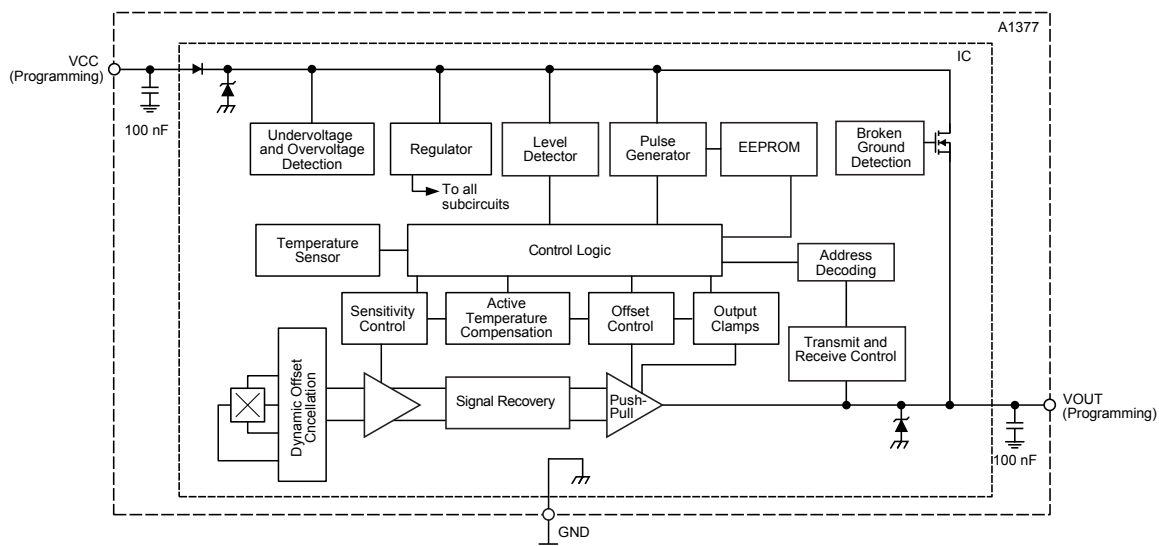 A1377
IC
VCC
(Programming)
100 nF
Undervoltage
and Overvoltage
Detection
Regulator
Level
Detector
Pulse
Generator
EEPROM
Broken
Ground
Detection
To all
subcircuits
Temperature
Sensor
Control Logic
Address
Decoding
Sensitivity
Control
Active
Temperature
Compensation
Offset
Control
Output
Clamps
Transmit and
Receive Control
Dynamic Offset
Cncellation
Signal Recovery
Push-
Pull
VOUT
(Programming)
100 nF
GND